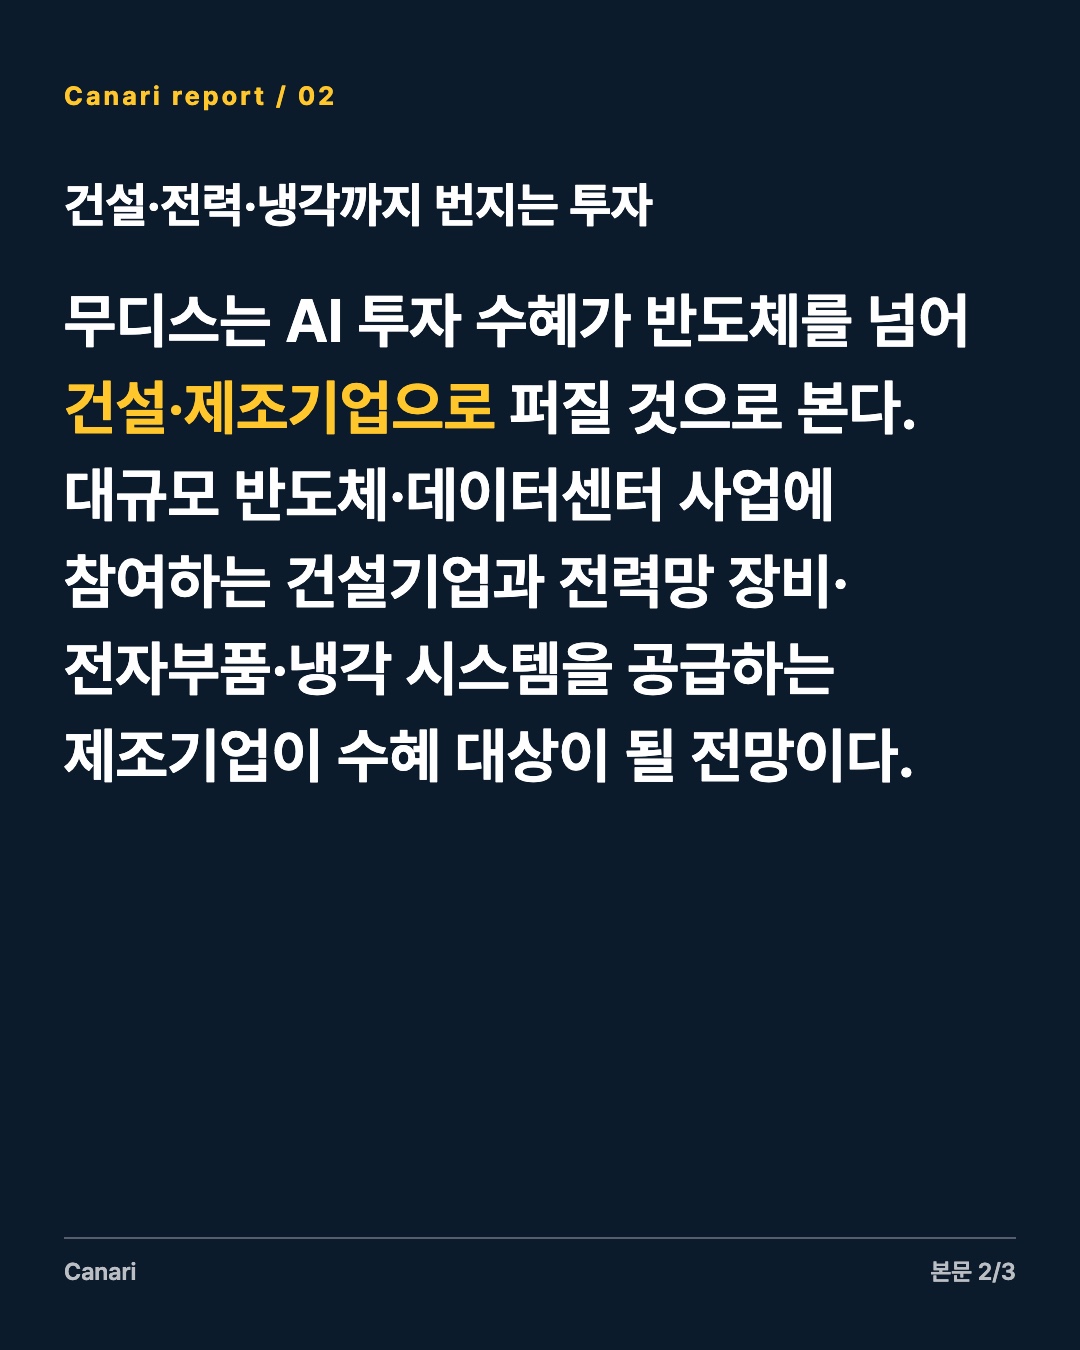 Canari report / 02
건설·전력·냉각까지 번지는 투자
무디스는 AI 투자 수혜가 반도체를 넘어
건설·제조기업으로 퍼질 것으로 본다.
대규모 반도체·데이터센터 사업에
참여하는 건설기업과 전력망 장비·
전자부품·냉각 시스템을 공급하는
제조기업이 수혜 대상이 될 전망이다.
Canari
본문 2/3